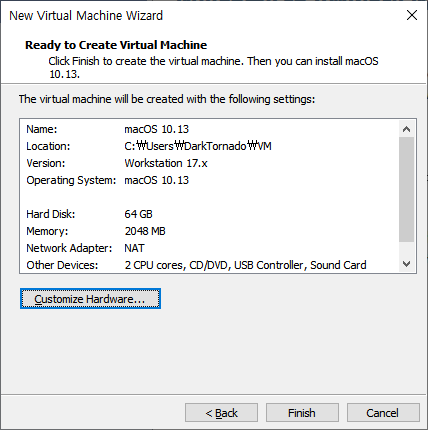 New Virtual Machine Wizard
Ready to Create Virtual Machine
Click Finish to create the virtual machine. Then you can install macOS
10.13.
The virtual machine will be created with the following settings:
Name: macOS 10.13
Location: C:₩Users₩DarkTornado₩VM
Version: Workstation 17.x
Operating System: macOS 10.13
Hard Disk: 64 GB
Memory: 2048 MB
Network Adapter: NAT
Other Devices: 2 CPU cores, CD/DVD, USB Controller, Sound Card
Customize Hardware...
< Back Finish Cancel